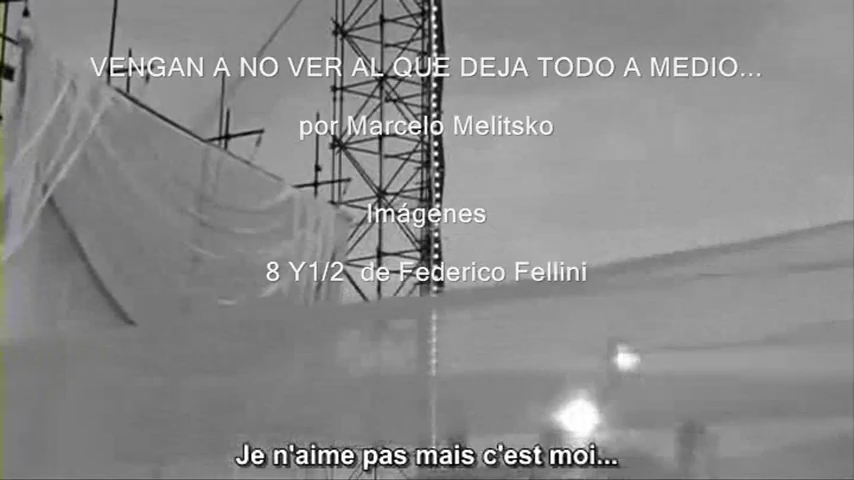 VENGAN A NO VER AL QUE DEJA TODO A MEDIO...
por Marcelo Melitsko
Imágenes
8 Y1/2 de Federico Fellini
Je n'aime pas mais c'est moi...